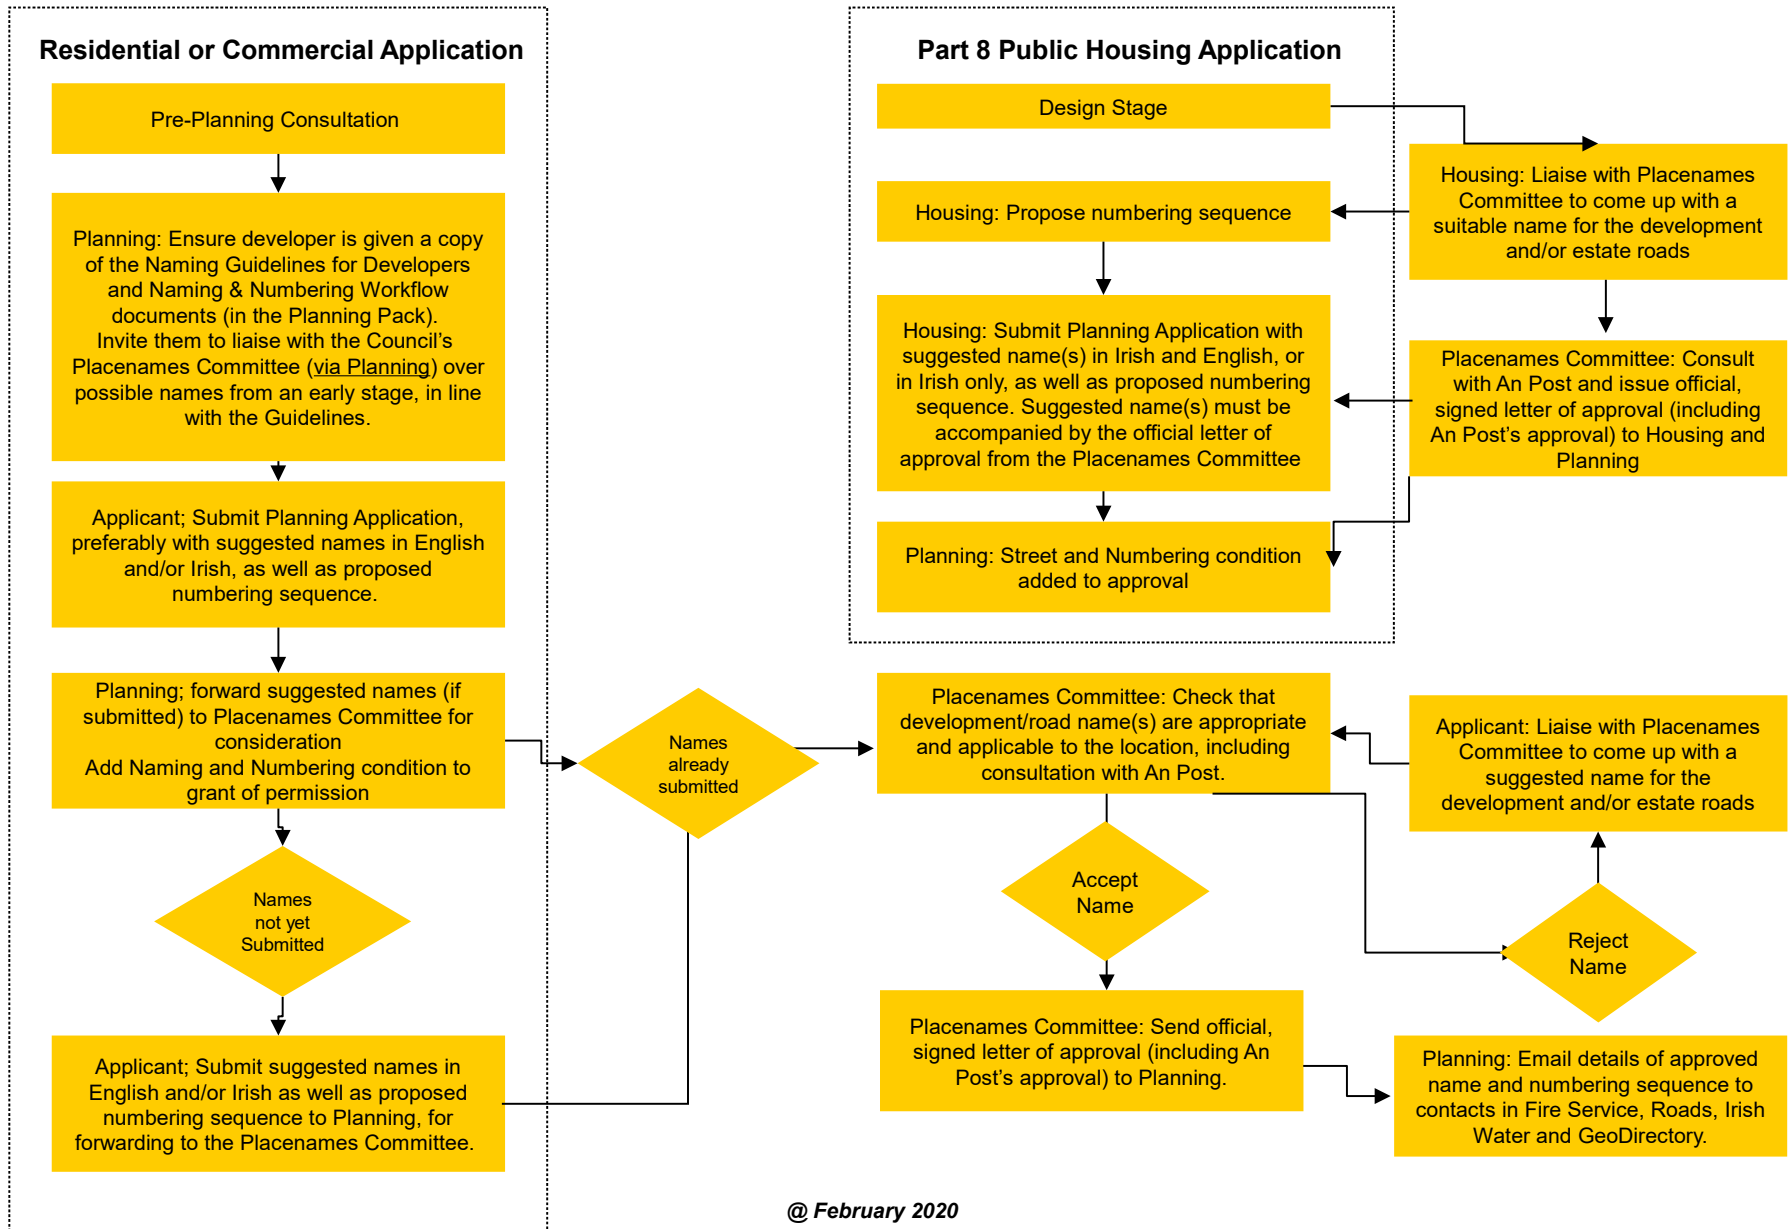 Residential or Commercial Application
Pre-Planning Consultation
Planning: Ensure developer is given a copy
of the Naming Guidelines for Developers
and Naming & Numbering Workflow
documents (in the Planning Pack).
Invite them to liaise with the Council's
Placenames Committee (via Planning) over
possible names from an early stage, in line
with the Guidelines.
Applicant; Submit Planning Application,
preferably with suggested names in English
and/or Irish, as well as proposed
numbering sequence.
Planning; forward suggested names (if
submitted) to Placenames Committee for
consideration
Add Naming and Numbering condition to
grant of permission
Names
not yet
Submitted
Applicant; Submit suggested names in
English and/or Irish as well as proposed
numbering sequence to Planning, for
forwarding to the Placenames Committee.
Names
already
submitted
Part 8 Public Housing Application
Design Stage
Housing: Liaise with Placenames
Committee to come up with a
suitable name for the development
and/or estate roads
Housing: Propose numbering sequence
Housing: Submit Planning Application with
suggested name(s) in Irish and English, or
in Irish only, as well as proposed numbering
sequence. Suggested name(s) must be
accompanied by the official letter of
approval from the Placenames Committee
Placenames Committee: Consult
with An Post and issue official,
signed letter of approval (including
An Post's approval) to Housing and
Planning
Planning: Street and Numbering condition
added to approval
Placenames Committee: Check that
development/road name(s) are appropriate
and applicable to the location, including
consultation with An Post.
Applicant: Liaise with Placenames
Committee to come up with a
suggested name for the
development and/or estate roads
Accept
Name
Reject
Name
Placenames Committee: Send official,
signed letter of approval (including An
Post's approval) to Planning.
Planning: Email details of approved
name and numbering sequence to
contacts in Fire Service, Roads, Irish
Water and GeoDirectory.
@ February 2020